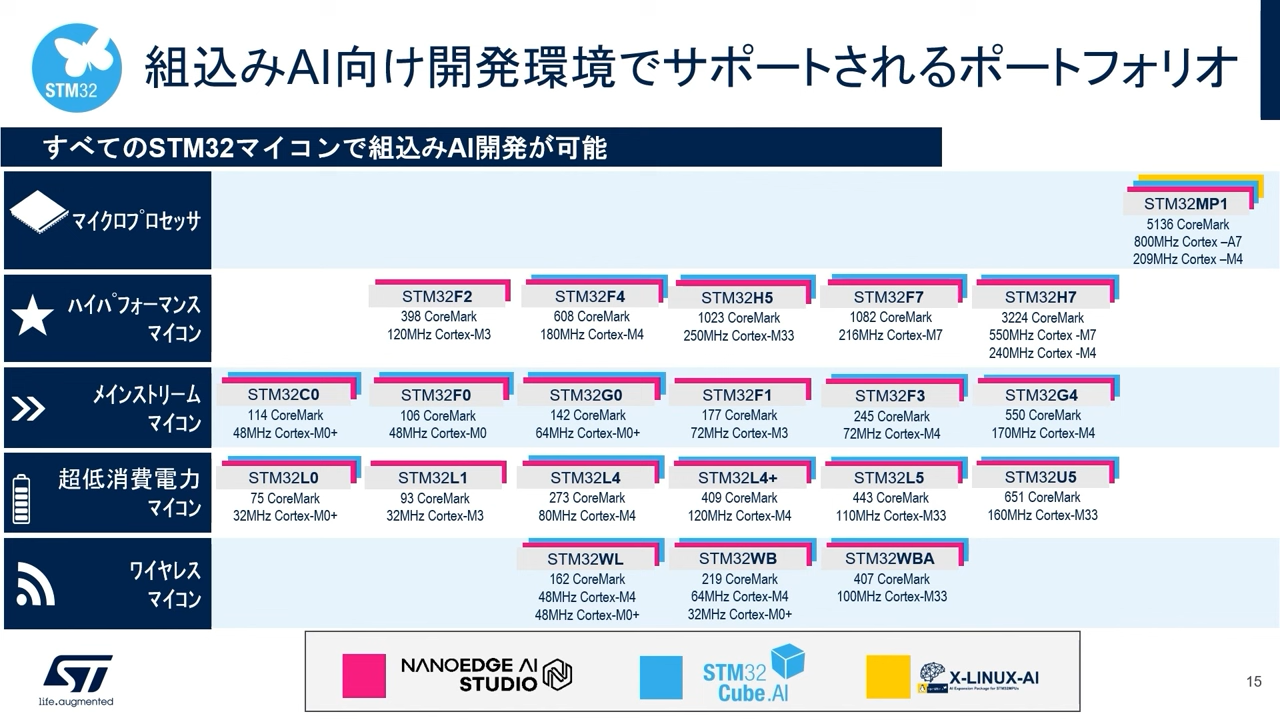 STM32
組込みAI向け開発環境でサポートされるポートフォリオ
すべてのSTM32マイコンで組込みAI開発が可能
マイクロプロセッサ
STM32MP1
5136 CoreMark
800MHz Cortex –A7
209MHz Cortex –M4
ハイパフォーマンス
マイコン
STM32F2
398 CoreMark
120MHz Cortex-M3
STM32F4
608 CoreMark
180MHz Cortex-M4
STM32H5
1023 CoreMark
250MHz Cortex-M33
STM32F7
1082 CoreMark
216MHz Cortex-M7
STM32H7
3224 CoreMark
550MHz Cortex -M7
240MHz Cortex -M4
メインストリーム
マイコン
STM32C0
114 CoreMark
48MHz Cortex-M0+
STM32F0
106 CoreMark
48MHz Cortex-M0
STM32G0
142 CoreMark
64MHz Cortex-M0+
STM32F1
177 CoreMark
72MHz Cortex-M3
STM32F3
245 CoreMark
72MHz Cortex-M4
STM32G4
550 CoreMark
170MHz Cortex-M4
超低消費電力
マイコン
STM32L0
75 CoreMark
32MHz Cortex-M0+
STM32L1
93 CoreMark
32MHz Cortex-M3
STM32L4
273 CoreMark
80MHz Cortex-M4
STM32L4+
409 CoreMark
120MHz Cortex-M4
STM32L5
443 CoreMark
110MHz Cortex-M33
STM32U5
651 CoreMark
160MHz Cortex-M33
ワイヤレス
マイコン
STM32WL
162 CoreMark
48MHz Cortex-M4
48MHz Cortex-M0+
STM32WB
219 CoreMark
64MHz Cortex-M4
32MHz Cortex-M0+
STM32WBA
407 CoreMark
100MHz Cortex-M33
NANOEDGE AI
STUDIO
STM32
Cube.AI
X-LINUX-AI
AI Expansion Package for STM32MPUs
ST
life.augmented
15